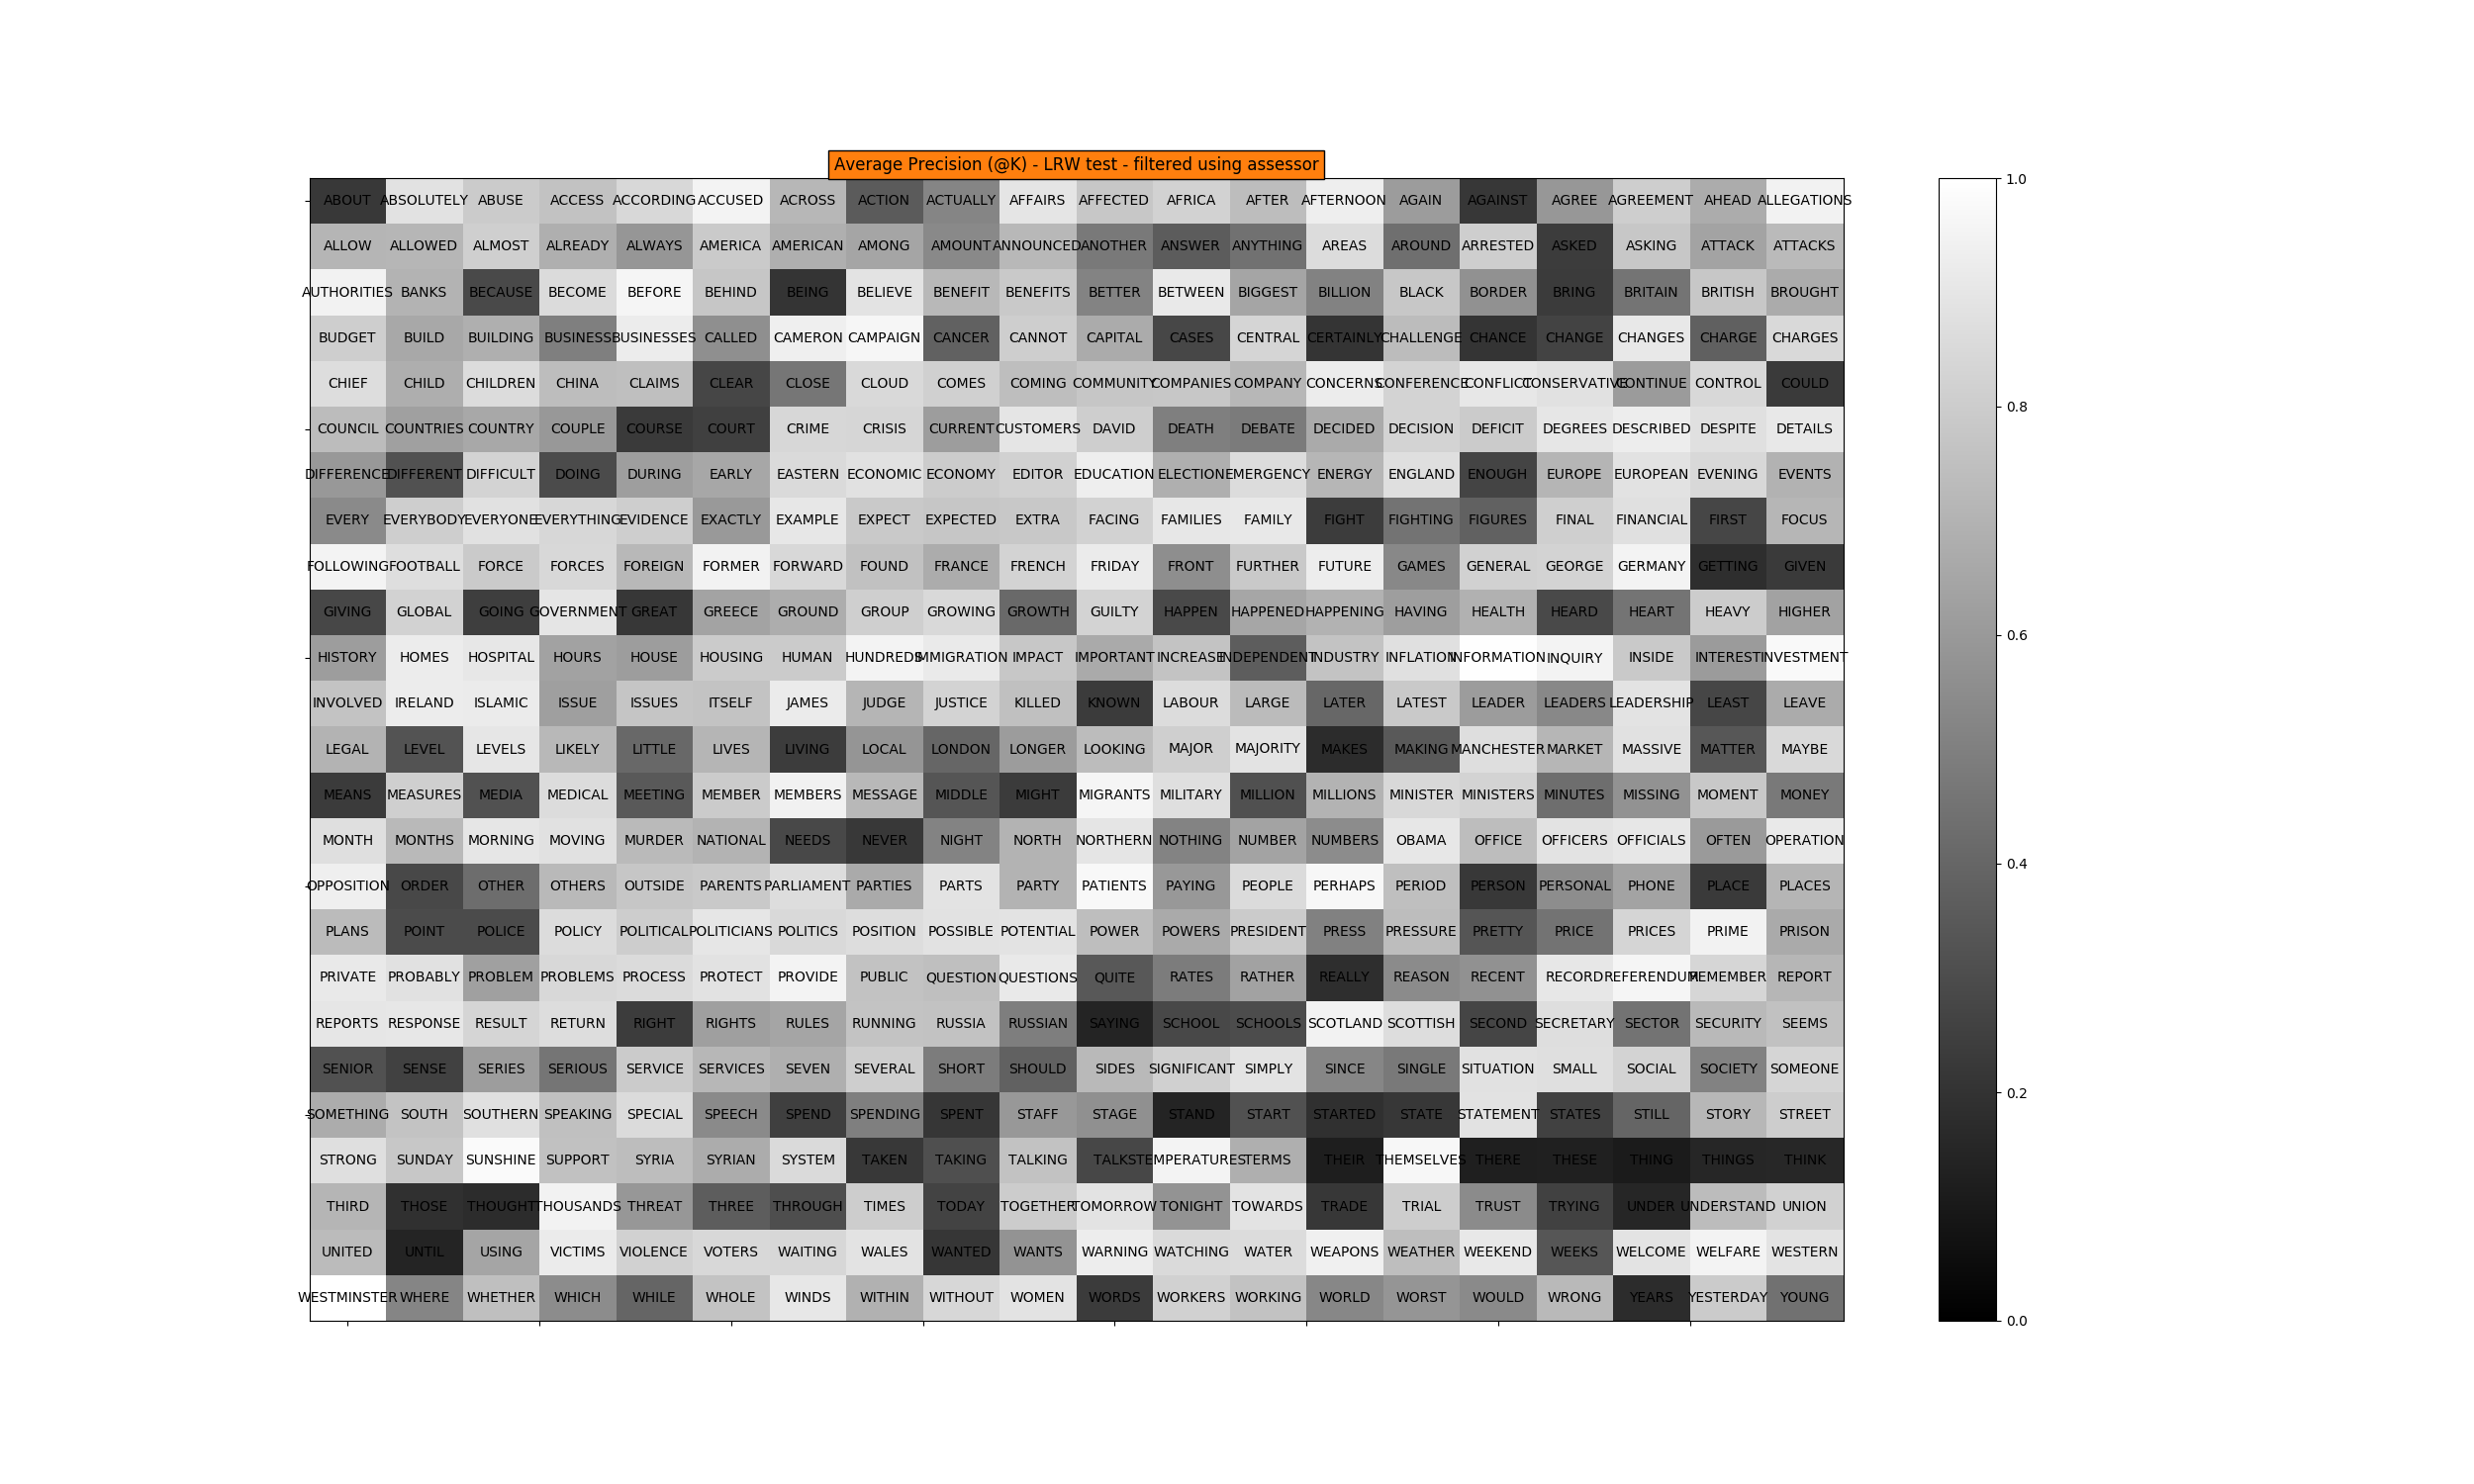 Average Precision (@K) - LRW test - filtered using assessor
ABOUT ABSOLUTELY ABUSE ACCESS ACCORDING ACCUSED ACROSS ACTION ACTUALLY AFFAIRS AFFECTED AFRICA AFTER AFTERNOON AGAIN AGAINST AGREE AGREEMENT AHEAD ALLEGATIONS 1.0
ALLOW ALLOWED ALMOST ALREADY ALWAYS AMERICA AMERICAN AMONG AMOUNT ANNOUNCED ANOTHER ANSWER ANYTHING AREAS AROUND ARRESTED ASKED ASKING ATTACK ATTACKS
AUTHORITIES BANKS BECAUSE BECOME BEFORE BEHIND BEING BELIEVE BENEFIT BENEFITS BETTER BETWEEN BIGGEST BILLION BLACK BORDER BRING BRITAIN BRITISH BROUGHT
BUDGET BUILD BUILDING BUSINESS BUSINESSES CALLED CAMERON CAMPAIGN CANCER CANNOT CAPITAL CASES CENTRAL CERTAINLY CHALLENGE CHANCE CHANGE CHANGES CHARGE CHARGES
CHIEF CHILD CHILDREN CHINA CLAIMS CLEAR CLOSE CLOUD COMES COMING COMMUNITY COMPANIES COMPANY CONCERNS CONFERENCE CONFLICT CONSERVATIVE CONTINUE CONTROL COULD 0.8
COUNCIL COUNTRIES COUNTRY COUPLE COURSE COURT CRIME CRISIS CURRENT CUSTOMERS DAVID DEATH DEBATE DECIDED DECISION DEFICIT DEGREES DESCRIBED DESPITE DETAILS
DIFFERENCE DIFFERENT DIFFICULT DOING DURING EARLY EASTERN ECONOMIC ECONOMY EDITOR EDUCATION ELECTION EMERGENCY ENERGY ENGLAND ENOUGH EUROPE EUROPEAN EVENING EVENTS
EVERY EVERYBODY EVERYONE EVERYTHING EVIDENCE EXACTLY EXAMPLE EXPECT EXPECTED EXTRA FACING FAMILIES FAMILY FIGHT FIGHTING FIGURES FINAL FINANCIAL FIRST FOCUS
FOLLOWING FOOTBALL FORCE FORCES FOREIGN FORMER FORWARD FOUND FRANCE FRENCH FRIDAY FRONT FURTHER FUTURE GAMES GENERAL GEORGE GERMANY GETTING GIVEN
GIVING GLOBAL GOING GOVERNMENT GREAT GREECE GROUND GROUP GROWING GROWTH GUILTY HAPPEN HAPPENED HAPPENING HAVING HEALTH HEARD HEART HEAVY HIGHER 0.6
HISTORY HOMES HOSPITAL HOURS HOUSE HOUSING HUMAN HUNDREDS IMMIGRATION IMPACT IMPORTANT INCREASE INDEPENDENT INDUSTRY INFLATION INFORMATION INQUIRY INSIDE INTEREST INVESTMENT
INVOLVED IRELAND ISLAMIC ISSUE ISSUES ITSELF JAMES JUDGE JUSTICE KILLED KNOWN LABOUR LARGE LATER LATEST LEADER LEADERS LEADERSHIP LEAST LEAVE
LEGAL LEVEL LEVELS LIKELY LITTLE LIVES LIVING LOCAL LONDON LONGER LOOKING MAJOR MAJORITY MAKES MAKING MANCHESTER MARKET MASSIVE MATTER MAYBE
MEANS MEASURES MEDIA MEDICAL MEETING MEMBER MEMBERS MESSAGE MIDDLE MIGHT MIGRANTS MILITARY MILLION MILLIONS MINISTER MINISTERS MINUTES MISSING MOMENT MONEY
MONTH MONTHS MORNING MOVING MURDER NATIONAL NEEDS NEVER NIGHT NORTH NORTHERN NOTHING NUMBER NUMBERS OBAMA OFFICE OFFICERS OFFICIALS OFTEN OPERATION 0.4
OPPOSITION ORDER OTHER OTHERS OUTSIDE PARENTS PARLIAMENT PARTIES PARTS PARTY PATIENTS PAYING PEOPLE PERHAPS PERIOD PERSON PERSONAL PHONE PLACE PLACES
PLANS POINT POLICE POLICY POLITICAL POLITICIANS POLITICS POSITION POSSIBLE POTENTIAL POWER POWERS PRESIDENT PRESS PRESSURE PRETTY PRICE PRICES PRIME PRISON
PRIVATE PROBABLY PROBLEM PROBLEMS PROCESS PROTECT PROVIDE PUBLIC QUESTION QUESTIONS QUITE RATES RATHER REALLY REASON RECENT RECORD REFERENDUM REMEMBER REPORT
REPORTS RESPONSE RESULT RETURN RIGHT RIGHTS RULES RUNNING RUSSIA RUSSIAN SAYING SCHOOL SCHOOLS SCOTLAND SCOTTISH SECOND SECRETARY SECTOR SECURITY SEEMS
SENIOR SENSE SERIES SERIOUS SERVICE SERVICES SEVEN SEVERAL SHORT SHOULD SIDES SIGNIFICANT SIMPLY SINCE SINGLE SITUATION SMALL SOCIAL SOCIETY SOMEONE 0.2
SOMETHING SOUTH SOUTHERN SPEAKING SPECIAL SPEECH SPEND SPENDING SPENT STAFF STAGE STAND START STARTED STATE STATEMENT STATES STILL STORY STREET
STRONG SUNDAY SUNSHINE SUPPORT SYRIA SYRIAN SYSTEM TAKEN TAKING TALKING TALKS TEMPERATURES TERMS THEIR THEMSELVES THERE THESE THING THINGS THINK
THIRD THOSE THOUGHT THOUSANDS THREAT THREE THROUGH TIMES TODAY TOGETHER TOMORROW TONIGHT TOWARDS TRADE TRIAL TRUST TRYING UNDER UNDERSTAND UNION
UNITED UNTIL USING VICTIMS VIOLENCE VOTERS WAITING WALES WANTED WANTS WARNING WATCHING WATER WEAPONS WEATHER WEEKEND WEEKS WELCOME WELFARE WESTERN
WESTMINSTER WHERE WHETHER WHICH WHILE WHOLE WINDS WITHIN WITHOUT WOMEN WORDS WORKERS WORKING WORLD WORST WOULD WRONG YEARS YESTERDAY YOUNG 0.0